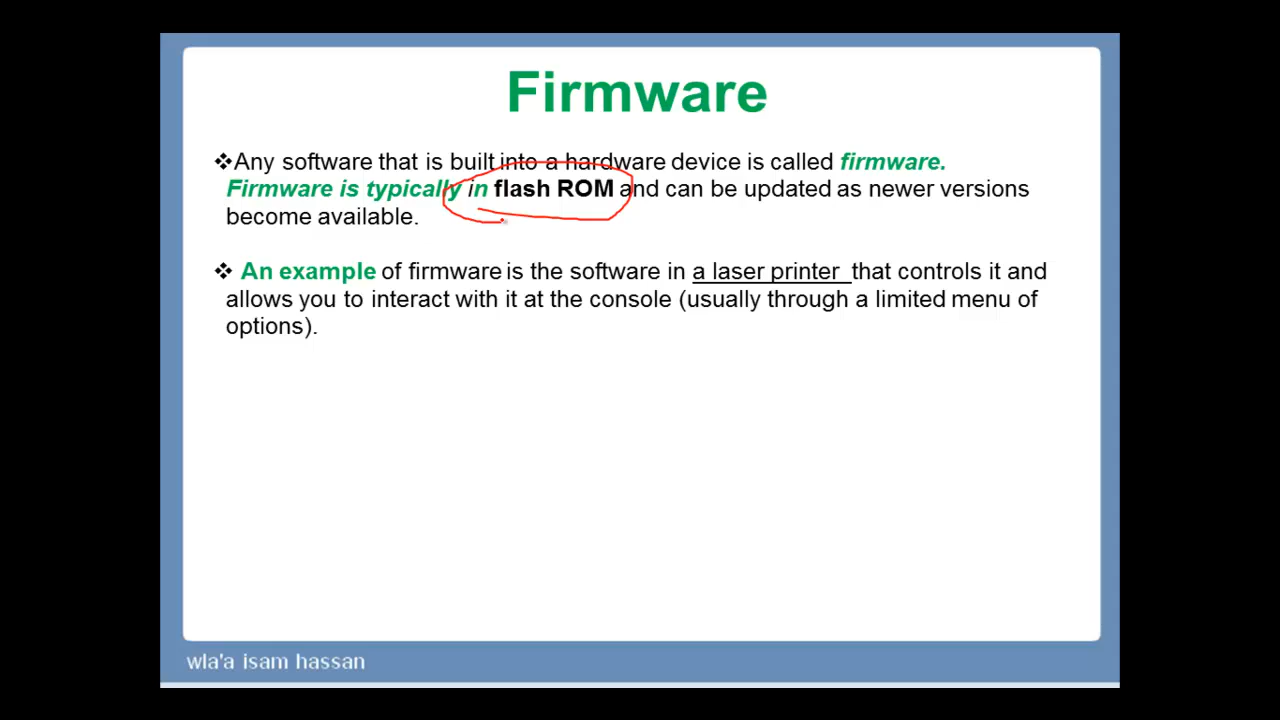 Firmware
❖Any software that is built into a hardware device is called firmware.
Firmware is typically in flash ROM and can be updated as newer versions
become available.
❖ An example of firmware is the software in a laser printer that controls it and
allows you to interact with it at the console (usually through a limited menu of
options).
wla'a isam hassan